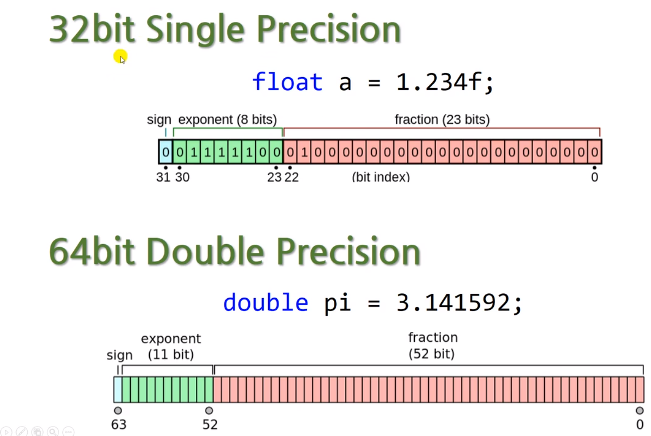 32bit Single Precision
float a = 1.234f;
sign exponent (8 bits) fraction (23 bits)
0 0 1 1 1 1 1 0 0 0 1 0 0 0 0 0 0 0 0 0 0 0 0 0 0 0 0 0 0 0 0 0
31 30 23 22 (bit index) 0
64bit Double Precision
double pi = 3.141592;
exponent fraction
sign (11 bit) (52 bit)
63 52 0